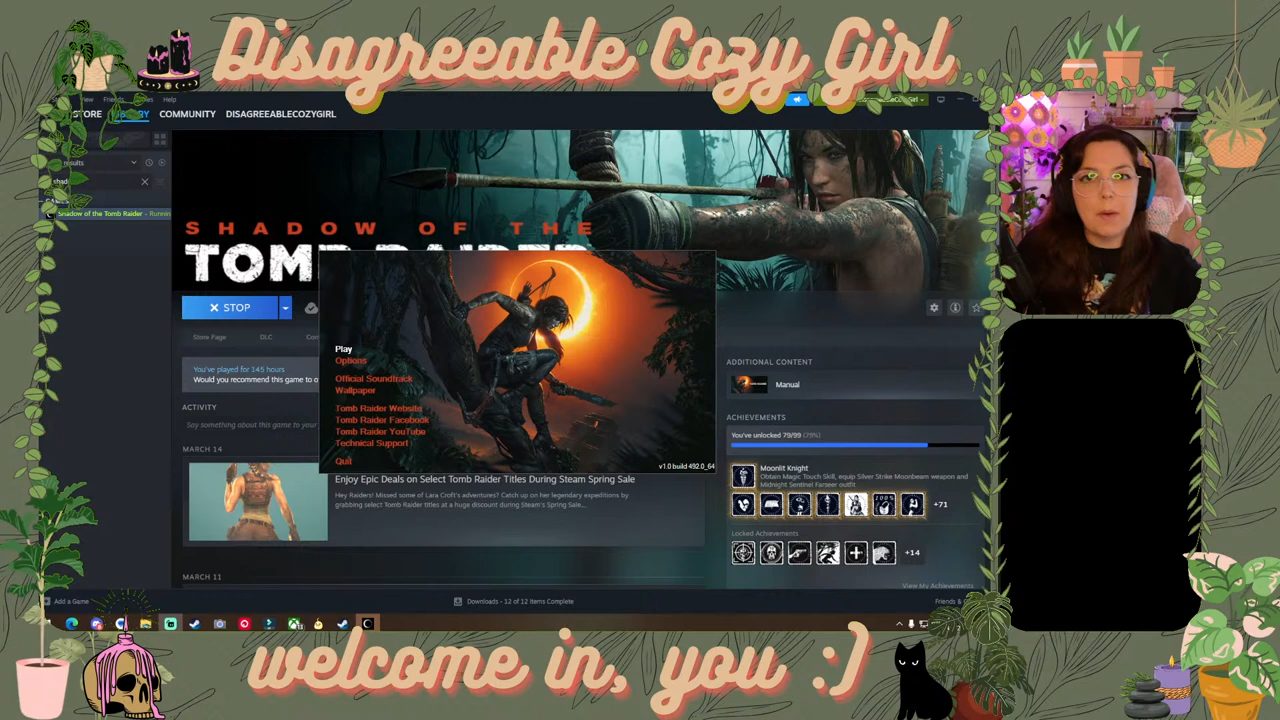 Disagreeable Cozy Girl
Help
COMMUNITY
DISAGREEABLECOZYGIRL
results
shad
Shadow of the Tomb Raider - Runnin
SHADOW OF THE
TOMB RAIDER
STOP
Store Page
DLC
You've played for 145 hours
Would you recommend this game to o
ACTIVITY
Say something about this game to your
MARCH 14
Play
Options
Official Soundtrack
Wallpaper
Tomb Raider Website
Tomb Raider Facebook
Tomb Raider YouTube
Technical Support
Quit
v1.0 build 492.0_64
Enjoy Epic Deals on Select Tomb Raider Titles During Steam Spring Sale
Hey Raiders! Missed some of Lara Croft's adventures? Catch up on her legendary expeditions by
grabbing select Tomb Raider titles at a huge discount during Steam's Spring Sale...
MARCH 11
ADDITIONAL CONTENT
Manual
ACHIEVEMENTS
You've unlocked 79/99 (79%)
Moonlit Knight
Obtain Magic Touch Skill, equip Silver Strike Moonbeam weapon and
Midnight Sentinel Farseer outfit
+71
Locked Achievements
+14
View My Achievements
Add a Game
Downloads - 12 of 12 Items Complete
Friends &
welcome in, you :)